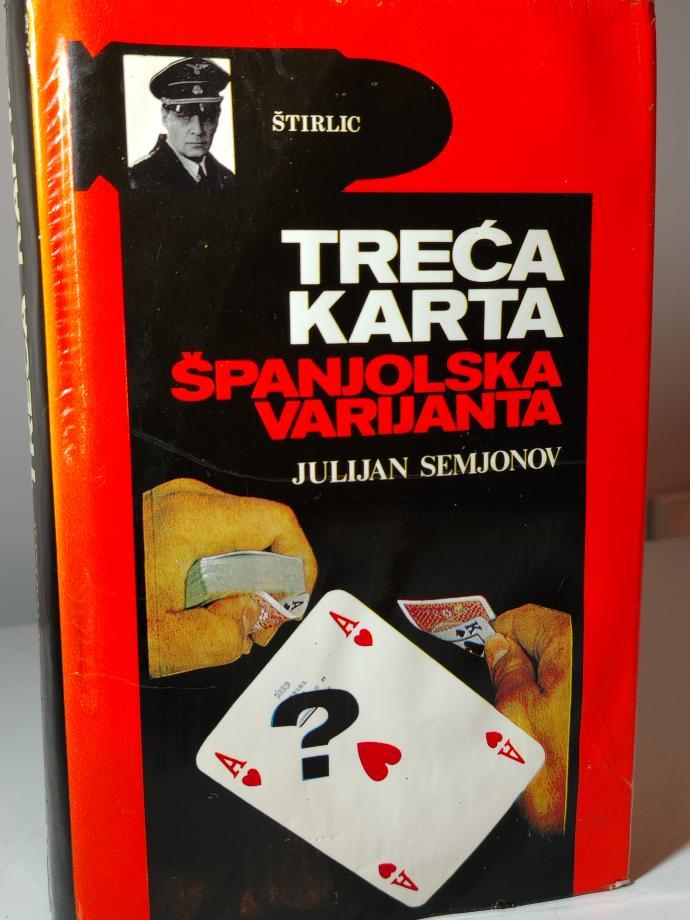 ŠTIRLIC
TREĆA
KARTA
ŠPANJOLSKA
VARIJANTA
JULIJAN SEMJONOV
A
K
A
?
A
A
A